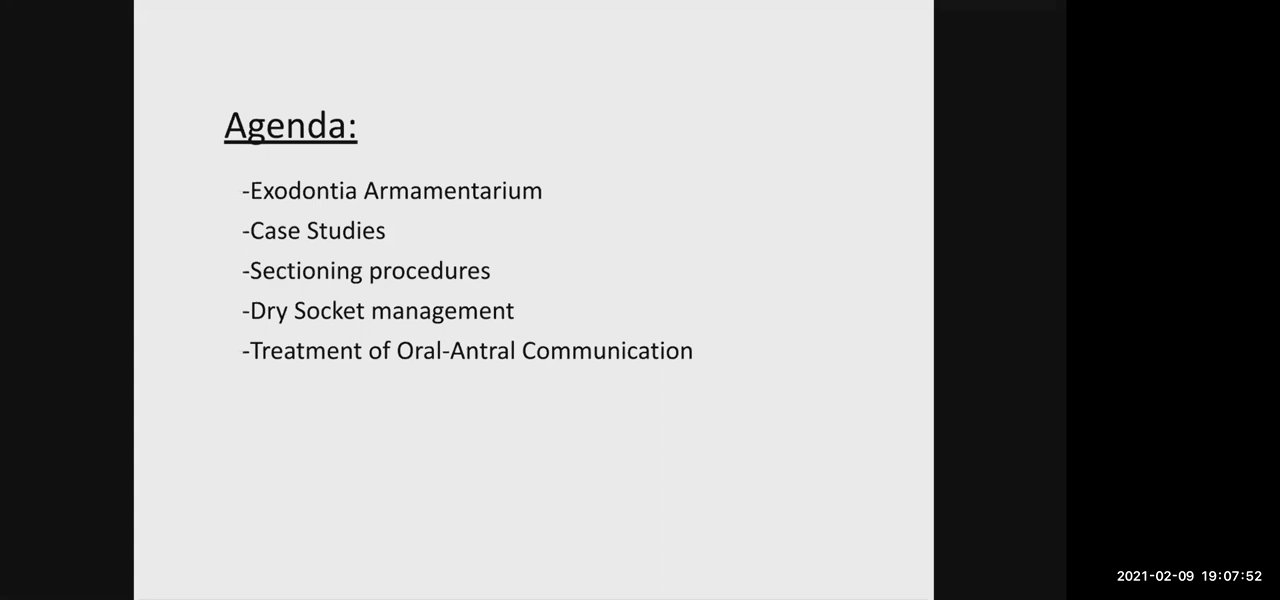 Agenda:
-Exodontia Armamentarium
-Case Studies
-Sectioning procedures
-Dry Socket management
-Treatment of Oral-Antral Communication
2021-02-09 19:07:52